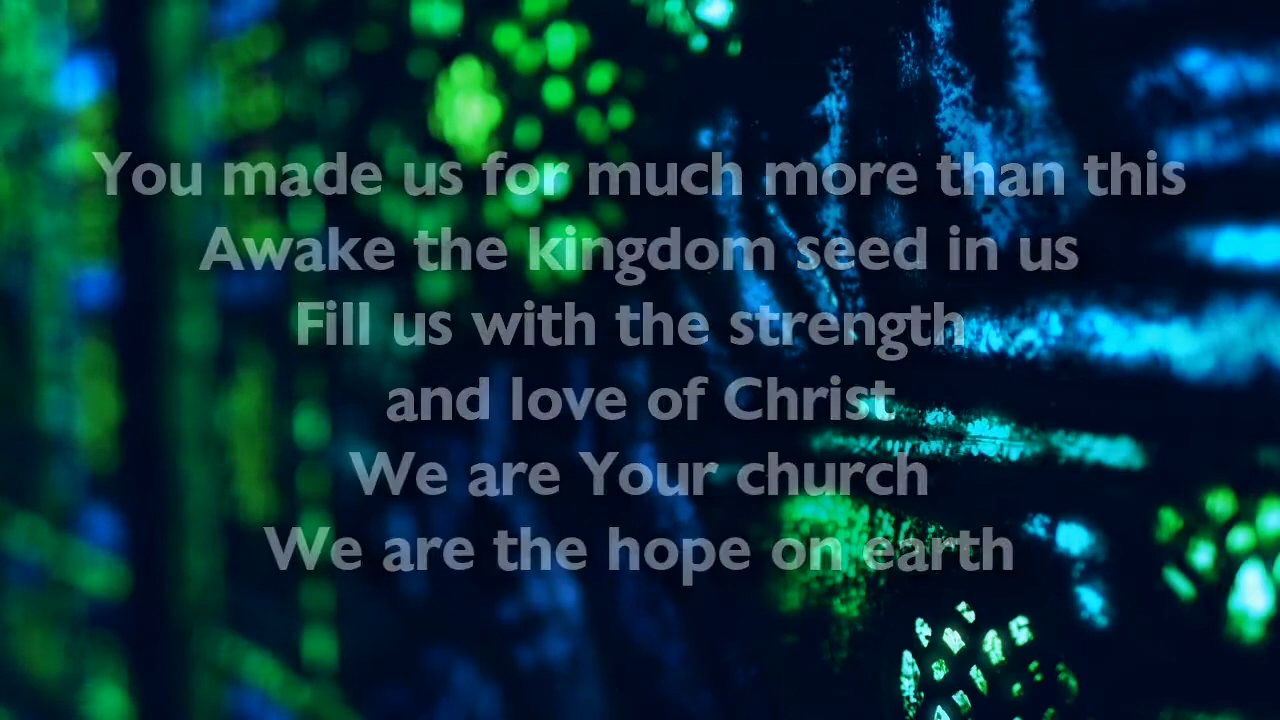 You made us for much more than this
Awake the kingdom seed in us
Fill us with the strength
and love of Christ
We are Your church
We are the hope on earth